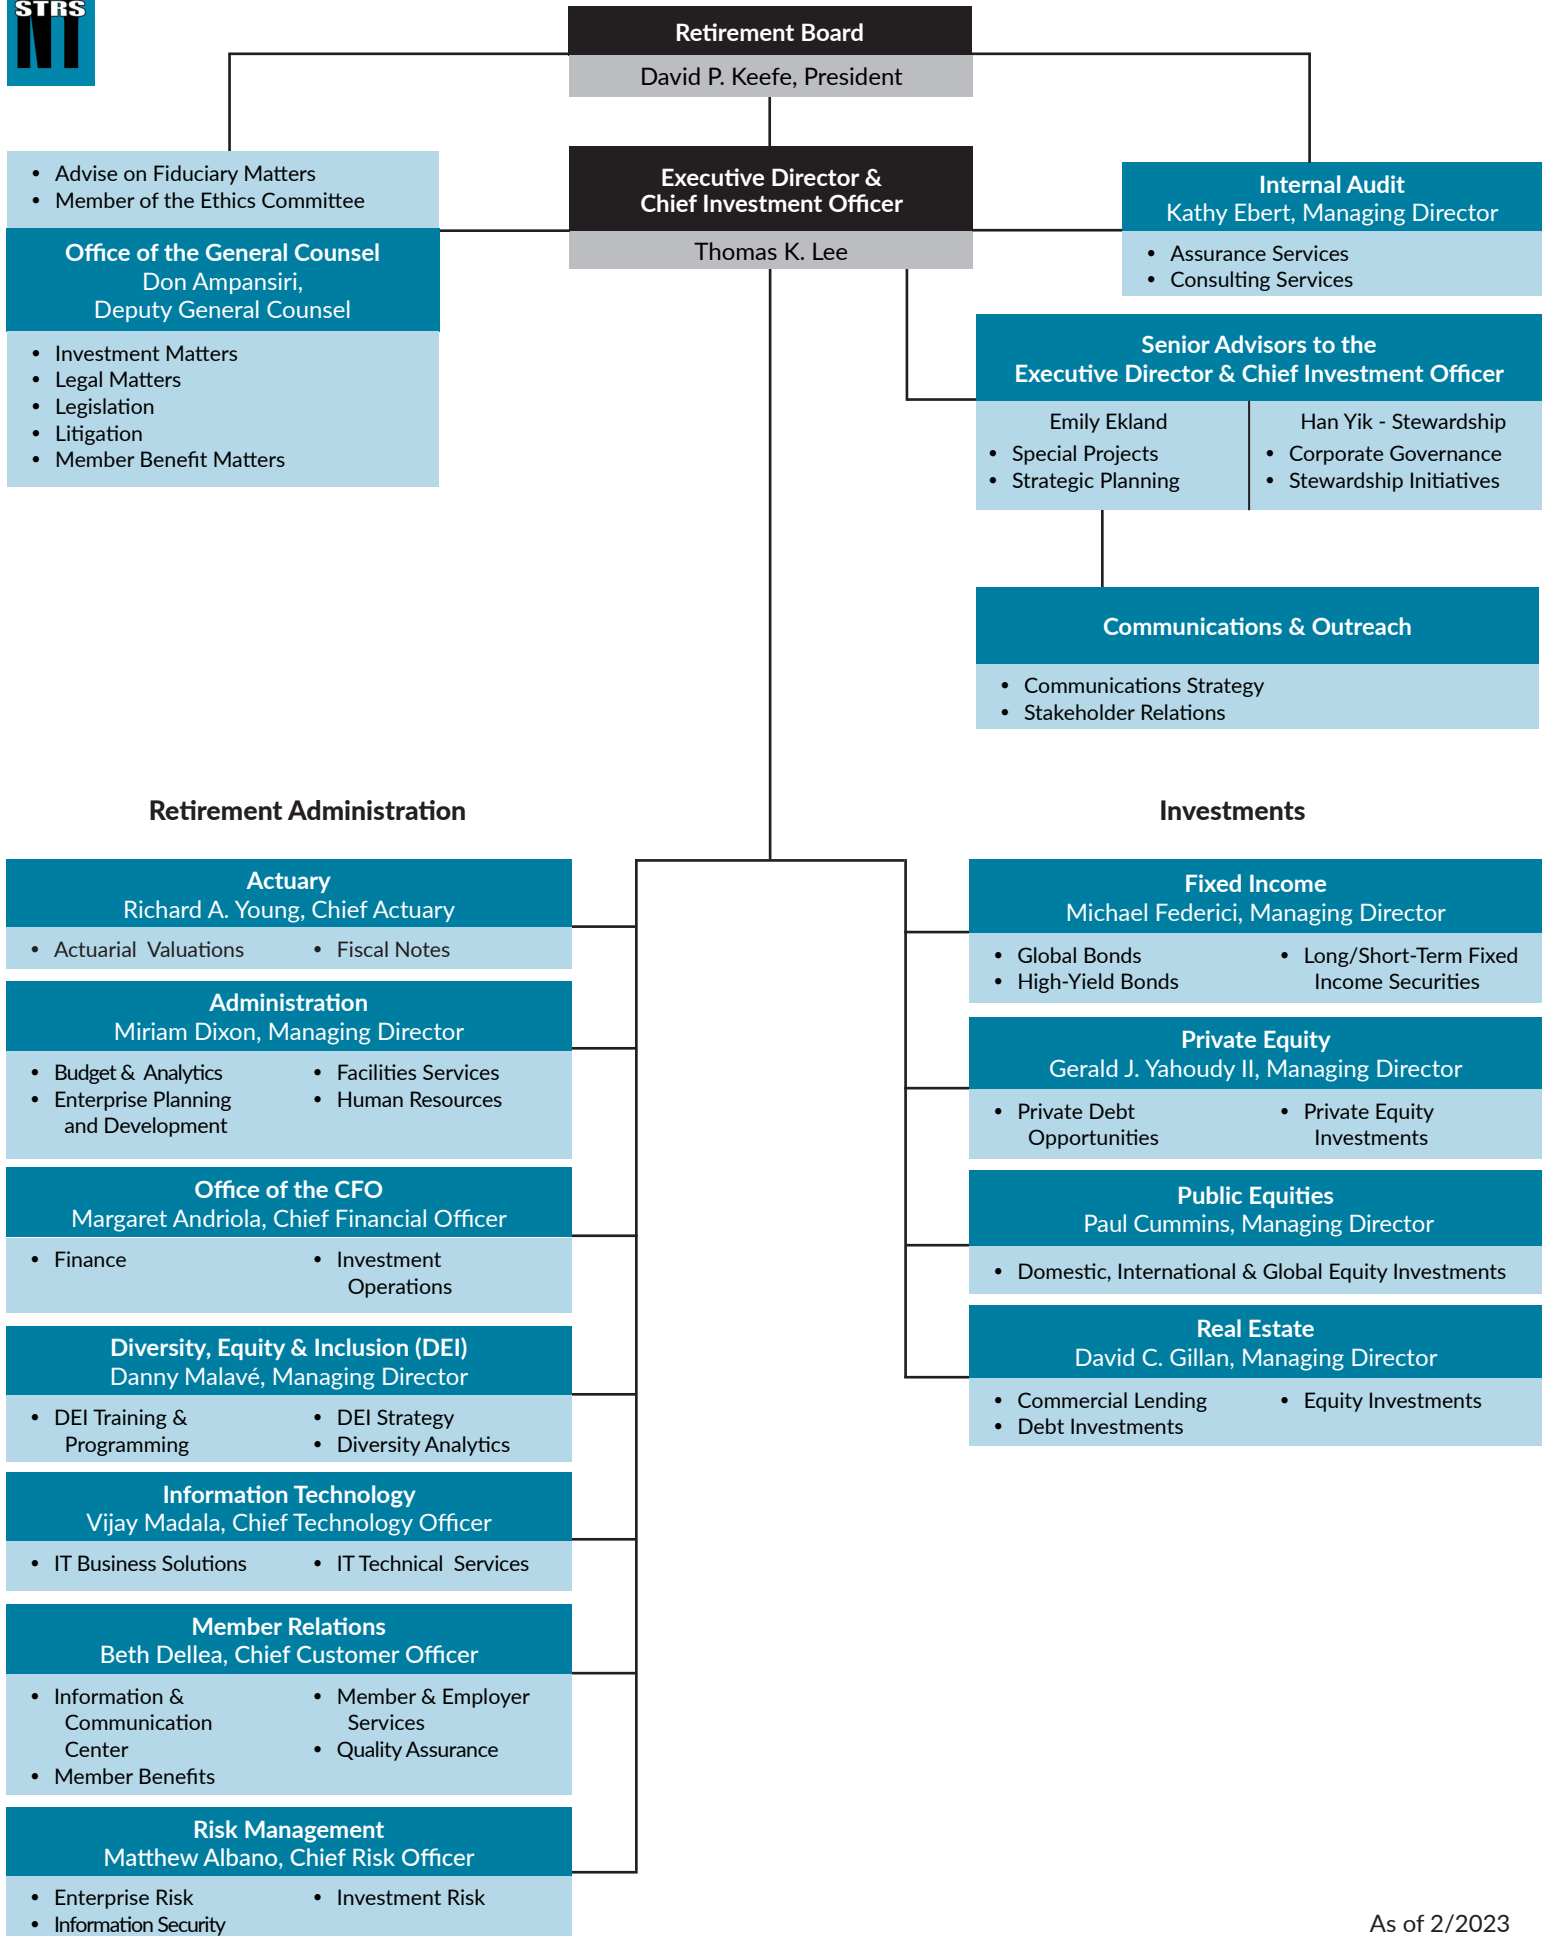 STRS
NT
Retirement Board
David P. Keefe, President
• Advise on Fiduciary Matters
• Member of the Ethics Committee
Office of the General Counsel
Don Ampansiri,
Deputy General Counsel
• Investment Matters
• Legal Matters
• Legislation
• Litigation
• Member Benefit Matters
Executive Director &
Chief Investment Officer
Thomas K. Lee
Internal Audit
Kathy Ebert, Managing Director
• Assurance Services
• Consulting Services
Senior Advisors to the
Executive Director & Chief Investment Officer
Emily Ekland
• Special Projects
• Strategic Planning
Han Yik - Stewardship
• Corporate Governance
• Stewardship Initiatives
Communications & Outreach
• Communications Strategy
• Stakeholder Relations
Retirement Administration
Actuary
Richard A. Young, Chief Actuary
• Actuarial Valuations
• Fiscal Notes
Administration
Miriam Dixon, Managing Director
• Budget & Analytics
• Enterprise Planning
and Development
• Facilities Services
• Human Resources
Office of the CFO
Margaret Andriola, Chief Financial Officer
• Finance
• Investment
Operations
Diversity, Equity & Inclusion (DEI)
Danny Malavé, Managing Director
• DEI Training &
Programming
• DEI Strategy
• Diversity Analytics
Information Technology
Vijay Madala, Chief Technology Officer
• IT Business Solutions
• IT Technical Services
Member Relations
Beth Dellea, Chief Customer Officer
• Information &
Communication
Center
• Member Benefits
• Member & Employer
Services
• Quality Assurance
Risk Management
Matthew Albano, Chief Risk Officer
• Enterprise Risk
• Information Security
• Investment Risk
Investments
Fixed Income
Michael Federici, Managing Director
• Global Bonds
• High-Yield Bonds
• Long/Short-Term Fixed
Income Securities
Private Equity
Gerald J. Yahoudy II, Managing Director
• Private Debt
Opportunities
• Private Equity
Investments
Public Equities
Paul Cummins, Managing Director
• Domestic, International & Global Equity Investments
Real Estate
David C. Gillan, Managing Director
• Commercial Lending
• Debt Investments
• Equity Investments
As of 2/2023